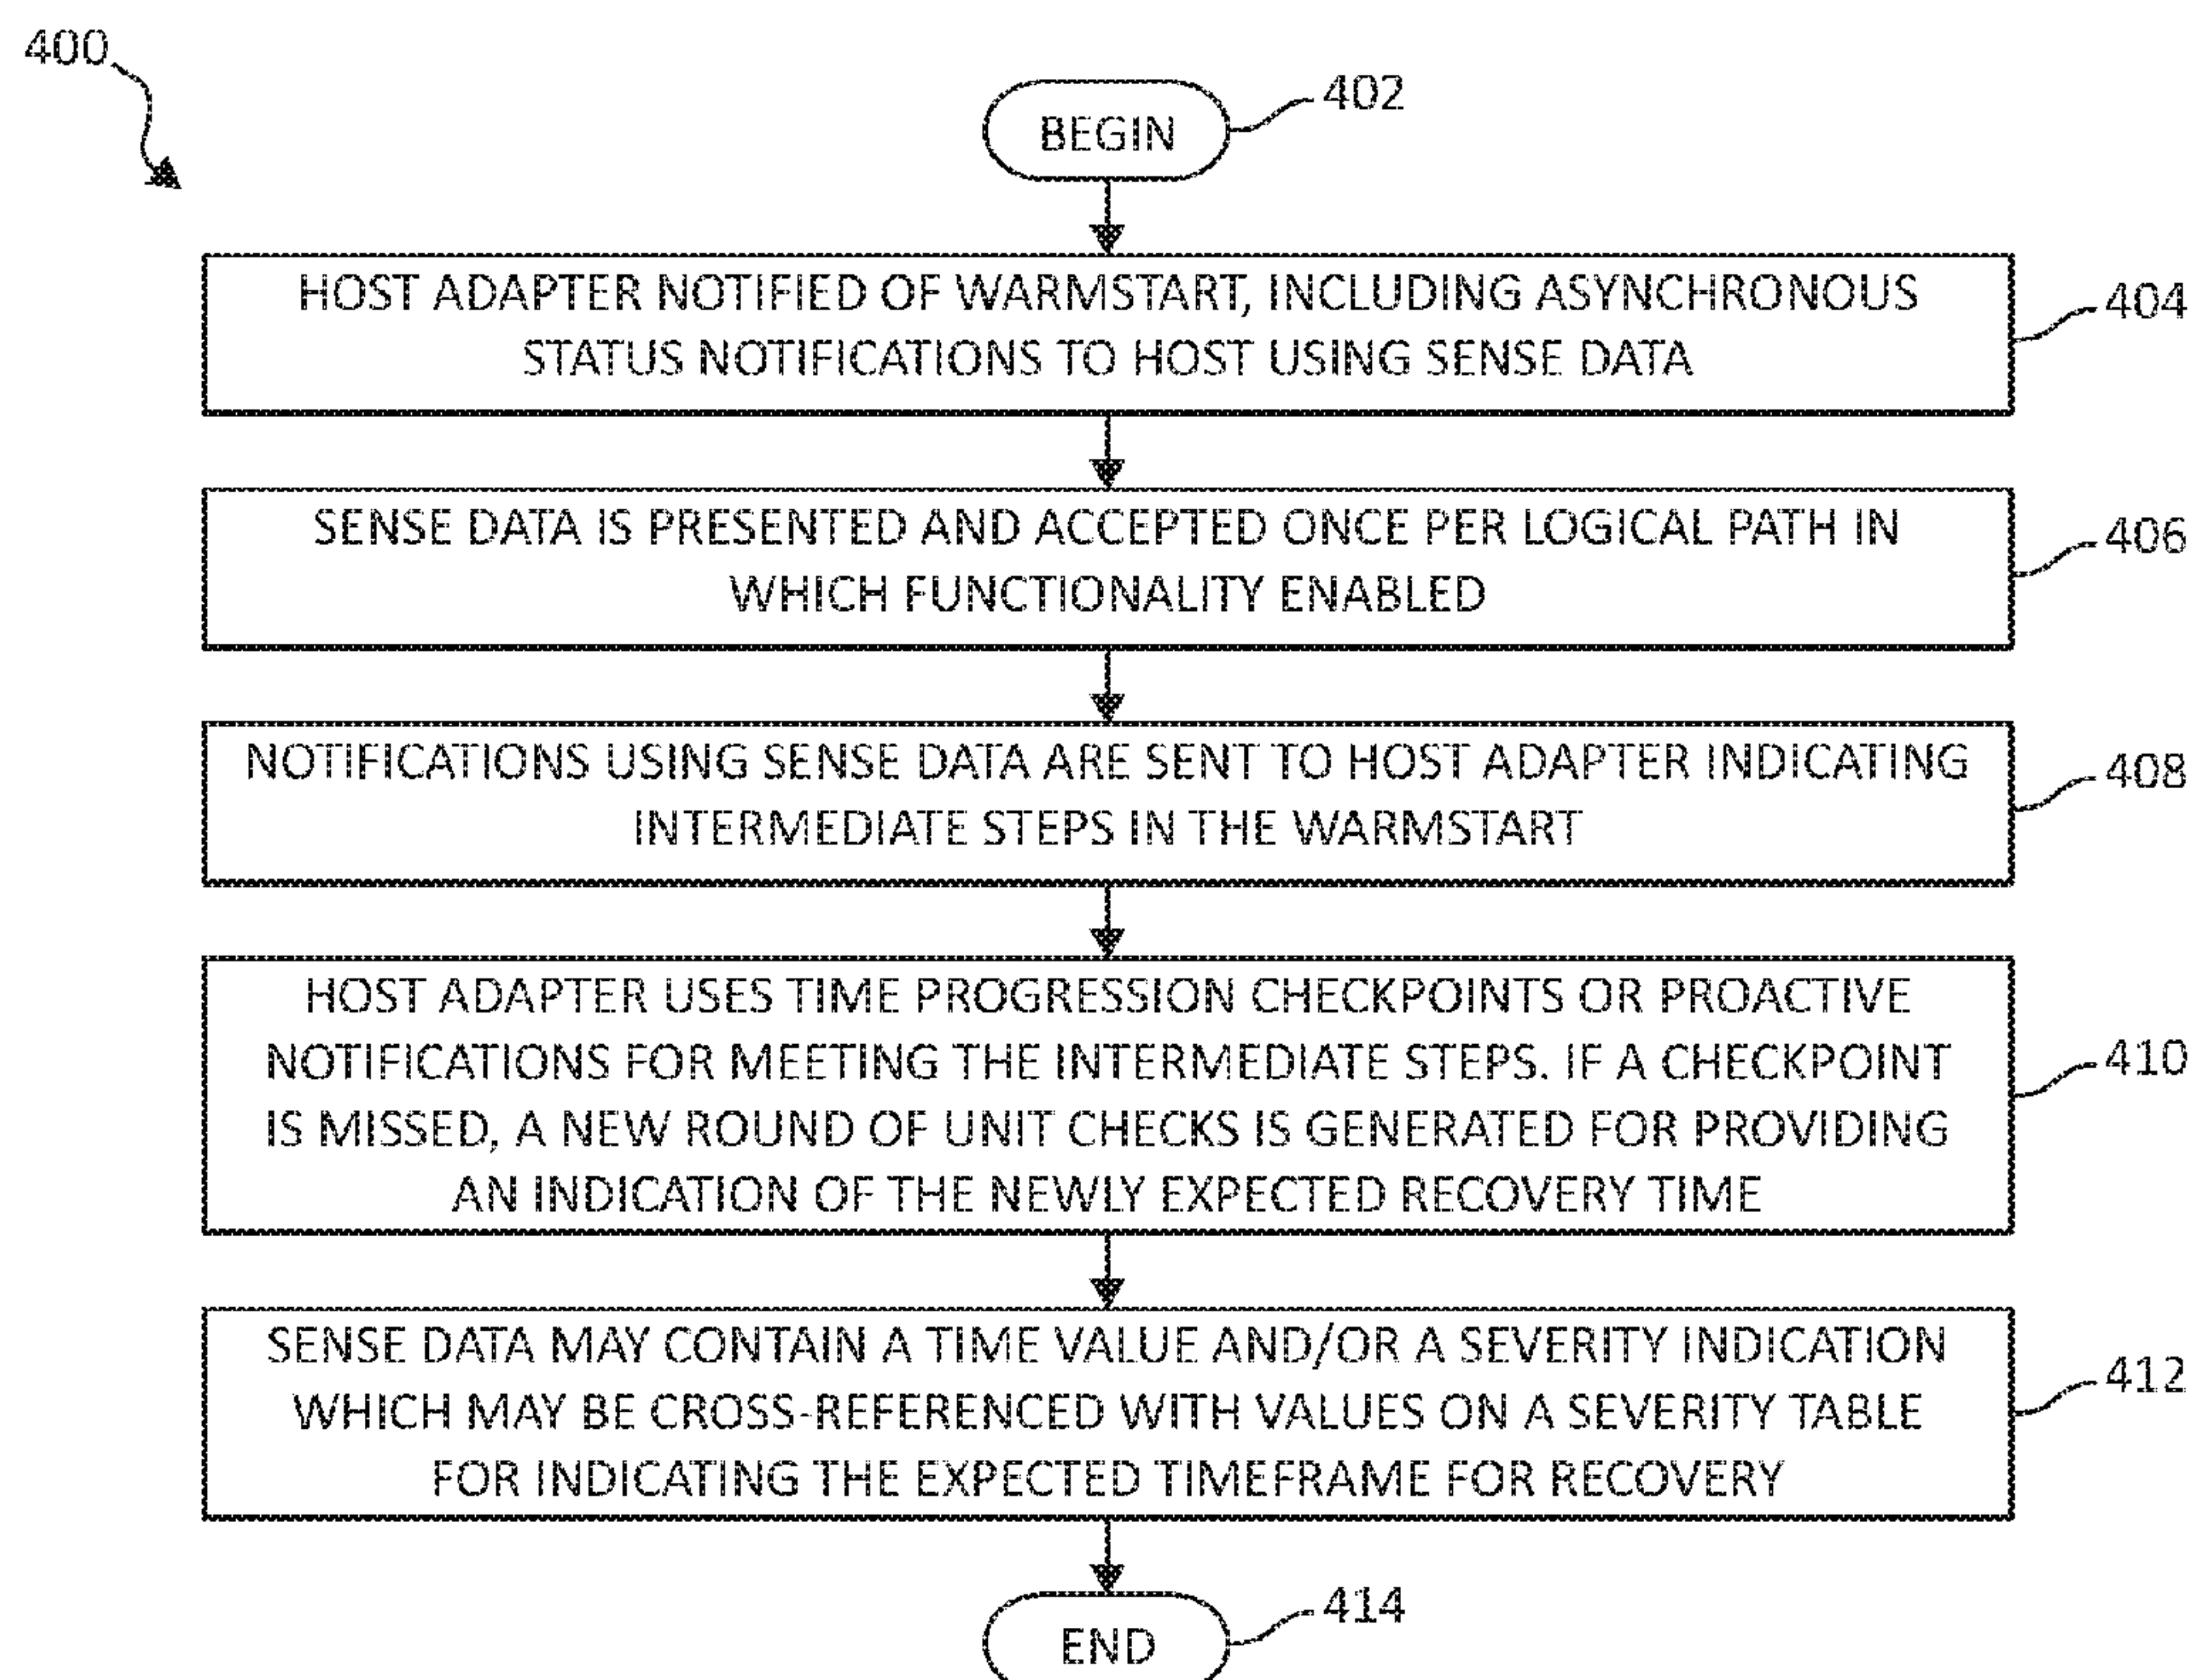 400
BEGIN
402
HOST ADAPTER NOTIFIED OF WARMSTART, INCLUDING ASYNCHRONOUS
STATUS NOTIFICATIONS TO HOST USING SENSE DATA
404
SENSE DATA IS PRESENTED AND ACCEPTED ONCE PER LOGICAL PATH IN
WHICH FUNCTIONALITY ENABLED
406
NOTIFICATIONS USING SENSE DATA ARE SENT TO HOST ADAPTER INDICATING
INTERMEDIATE STEPS IN THE WARMSTART
408
HOST ADAPTER USES TIME PROGRESSION CHECKPOINTS OR PROACTIVE
NOTIFICATIONS FOR MEETING THE INTERMEDIATE STEPS. IF A CHECKPOINT
IS MISSED, A NEW ROUND OF UNIT CHECKS IS GENERATED FOR PROVIDING
AN INDICATION OF THE NEWLY EXPECTED RECOVERY TIME
410
SENSE DATA MAY CONTAIN A TIME VALUE AND/OR A SEVERITY INDICATION
WHICH MAY BE CROSS-REFERENCED WITH VALUES ON A SEVERITY TABLE
FOR INDICATING THE EXPECTED TIMEFRAME FOR RECOVERY
412
END
414